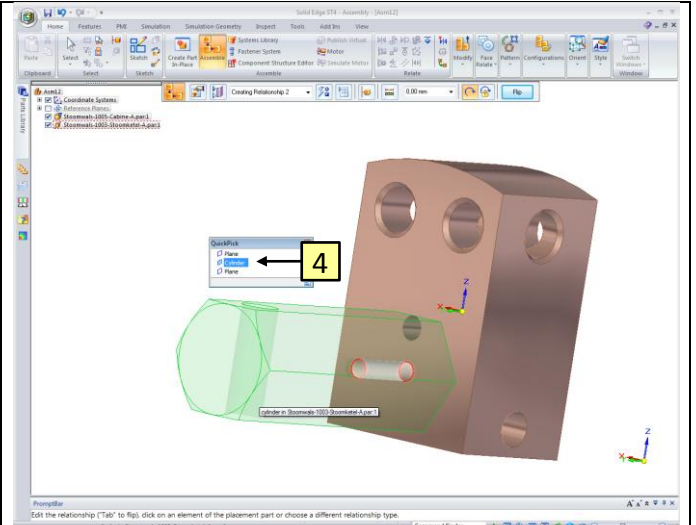 Solid Edge ST4 - Assembly - [Asm12]
Home Features PMI Simulation Simulation Geometry Inspect Tools Add Ins View
Paste Select Sketch Create Part In-Place Assemble Systems Library Publish Virtual Modify Face Relate Pattern Configurations Orient Style Switch Windows
Fastener System Motor
Component Structure Editor Simulate Motor
Clipboard Select Sketch Assemble Relate Window
Parts Library
Asm12
Coordinate Systems
Reference Planes
Stoomwals-1005-Cabine-A.par:1
Stoomwals-1003-Stoomketel-A.par:1
Creating Relationship 2 0,00 mm Flip
QuickPick
Plane
Cylinder
Plane
4
z
x
cylinder in Stoomwals-1003-Stoomketel-A.par:1
z
x
PromptBar
Edit the relationship ("Tab" to flip), click on an element of the placement part or choose a different relationship type.